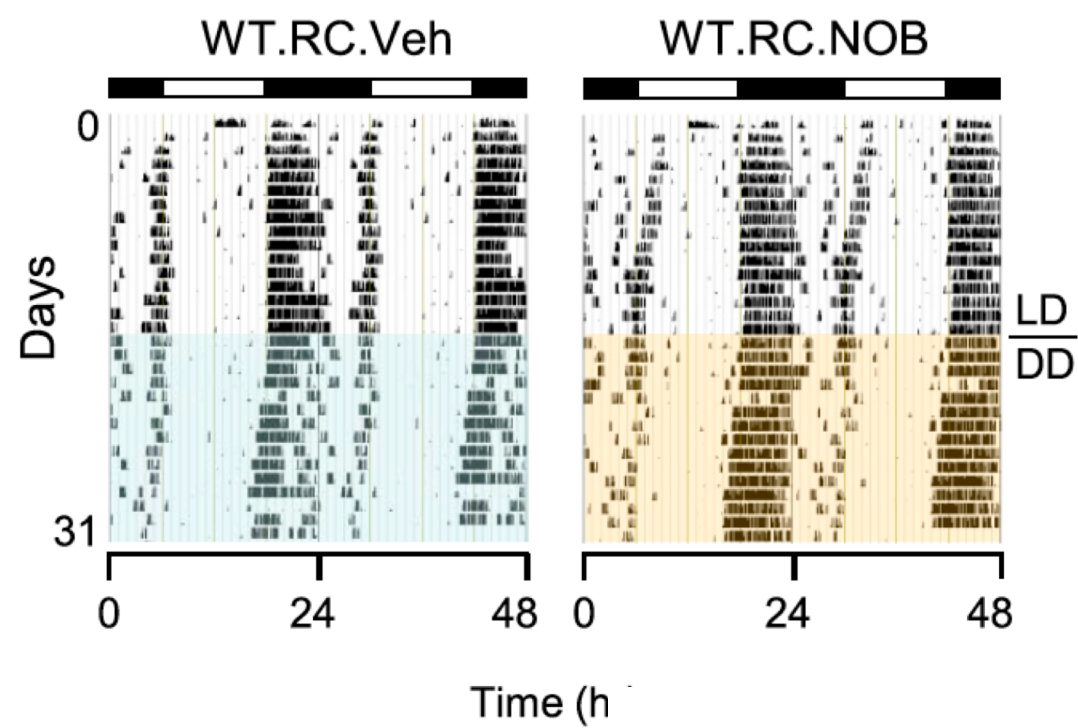 WT.RC.Veh WT.RC.NOB
0
Days
LD
DD
31
0 24 48 0 24 48
Time (h